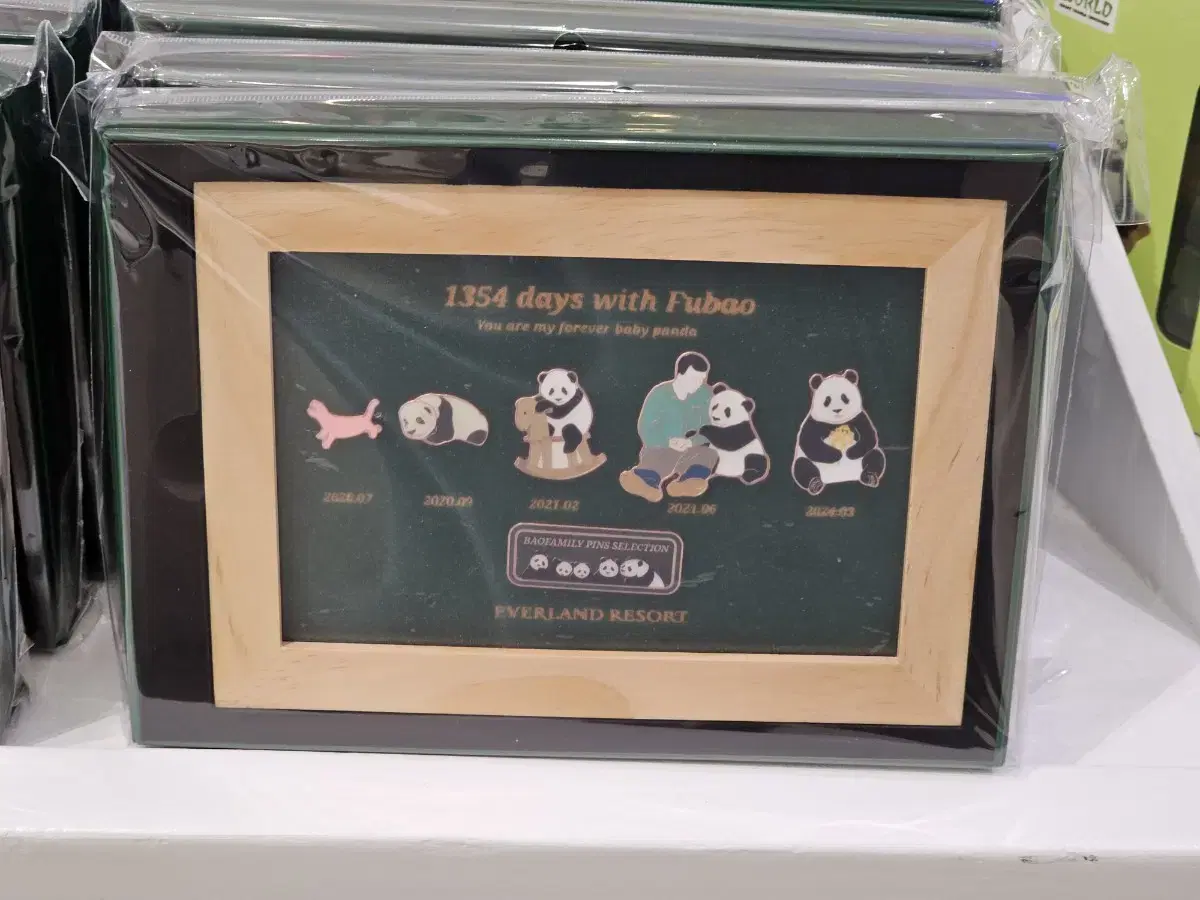 WORLD
1354 days with Fubao
You are my forever baby panda
2020.07
2020.09
2021.02
2021.06
2024.03
BAOFAMILY PINS SELECTION
EVERLAND RESORT